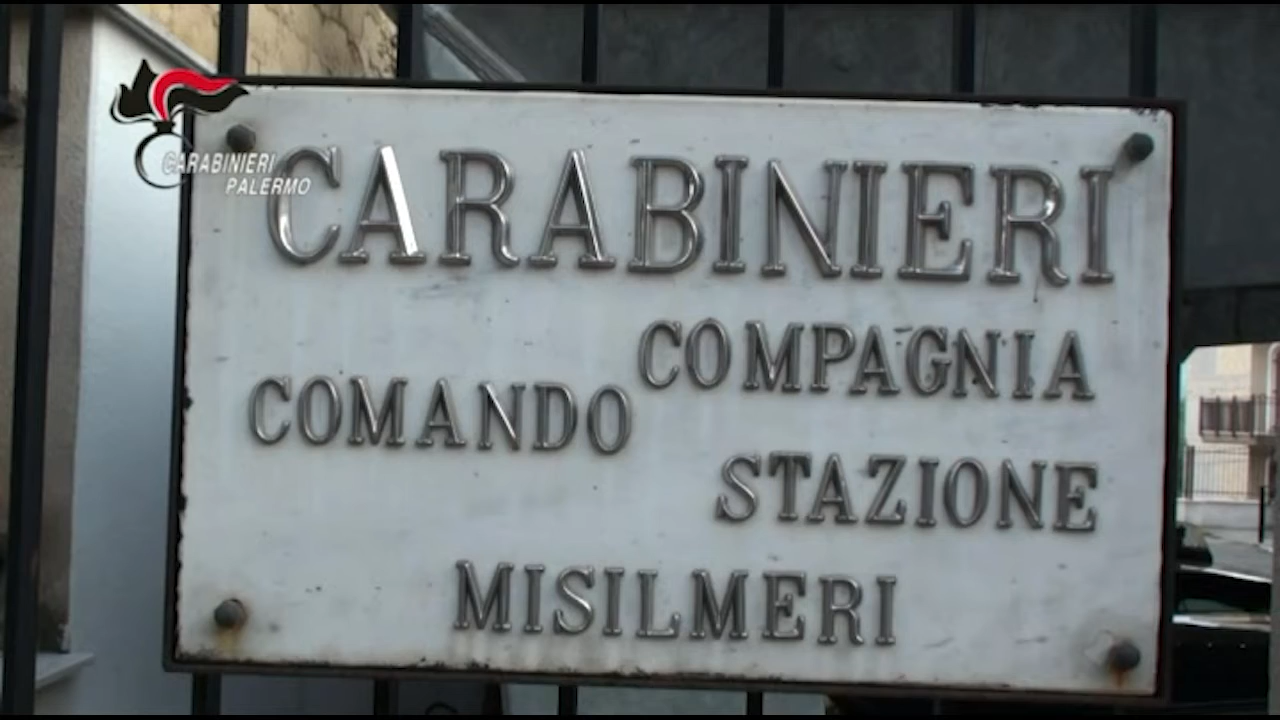 CARABINIERI
PALERMO
CARABINIERI
COMPAGNIA
COMANDO
STAZIONE
MISILMERI